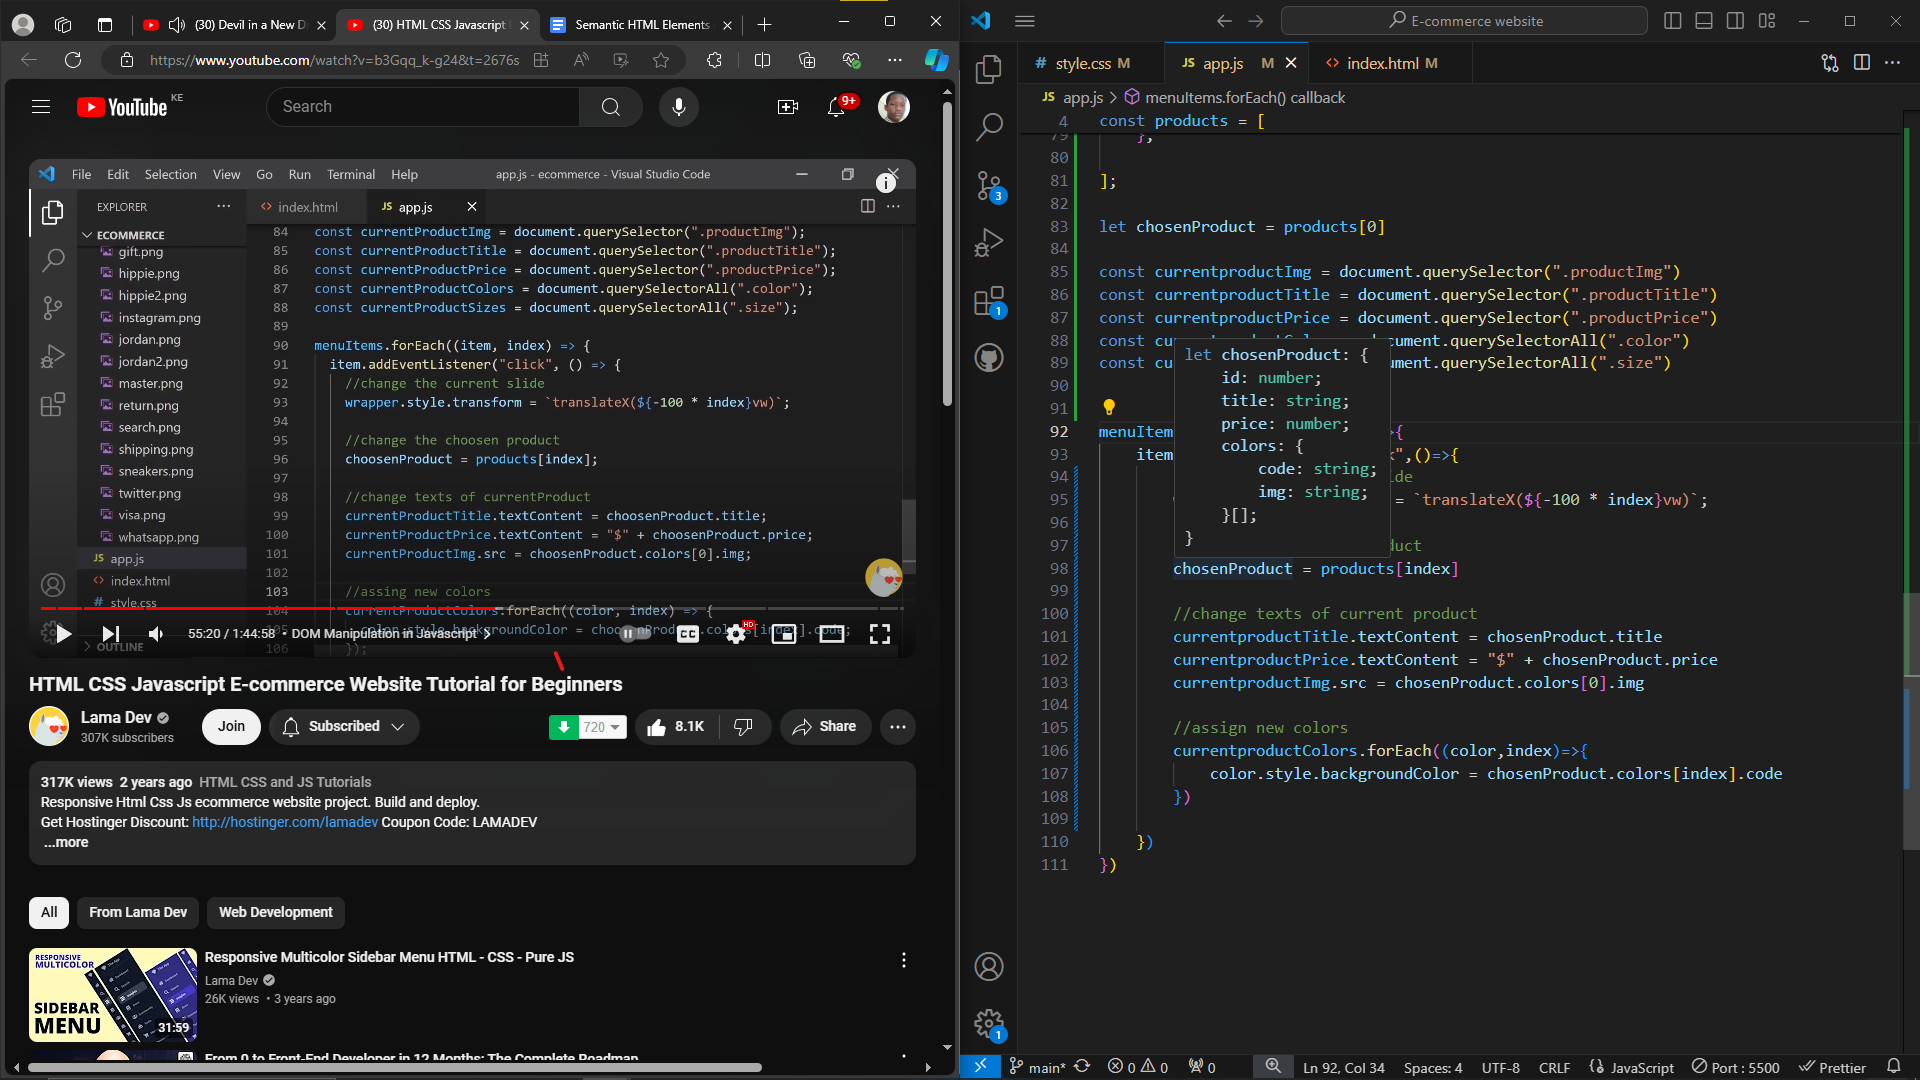 (30) Devil in a New D
(30) HTML CSS Javascript
Semantic HTML Elements
https://www.youtube.com/watch?v=b3Gqq_k-g24&t=2676s
YouTube KE
Search
9+
File Edit Selection View Go Run Terminal Help
app.js - ecommerce - Visual Studio Code
EXPLORER
index.html
JS app.js
ECOMMERCE
gift.png
hippie.png
hippie2.png
instagram.png
jordan.png
jordan2.png
master.png
return.png
search.png
shipping.png
sneakers.png
twitter.png
visa.png
whatsapp.png
JS app.js
index.html
# style.css
OUTLINE
84 const currentProductImg = document.querySelector(".productImg");
85 const currentProductTitle = document.querySelector(".productTitle");
86 const currentProductPrice = document.querySelector(".productPrice");
87 const currentProductColors = document.querySelectorAll(".color");
88 const currentProductSizes = document.querySelectorAll(".size");
89
90 menuItems.forEach((item, index) => {
91 item.addEventListener("click", () => {
92 //change the current slide
93 wrapper.style.transform = `translateX(${-100 * index}vw)`;
94
95 //change the choosen product
96 choosenProduct = products[index];
97
98 //change texts of currentProduct
99 currentProductTitle.textContent = choosenProduct.title;
100 currentProductPrice.textContent = "$" + choosenProduct.price;
101 currentProductImg.src = choosenProduct.colors[0].img;
102
103 //assing new colors
104 currentProductColors.forEach((color, index) => {
105 color.style.backgroundColor = choosenProduct.colors[index].code;
106 });
55:20 / 1:44:58 • DOM Manipulation in Javascript
CC
HD
HTML CSS Javascript E-commerce Website Tutorial for Beginners
Lama Dev
307K subscribers
Join
Subscribed
720
8.1K
Share
317K views 2 years ago HTML CSS and JS Tutorials
Responsive Html Css Js ecommerce website project. Build and deploy.
Get Hostinger Discount: http://hostinger.com/lamadev Coupon Code: LAMADEV
...more
All
From Lama Dev
Web Development
RESPONSIVE
MULTICOLOR
SIDEBAR
MENU
31:59
Responsive Multicolor Sidebar Menu HTML - CSS - Pure JS
Lama Dev
26K views • 3 years ago
From 0 to Front-End Developer in 12 Months: The Complete Roadmap
E-commerce website
# style.css M
JS app.js M
index.html M
JS app.js > menuItems.forEach() callback
4 const products = [
79 },
80
81 ];
82
83 let chosenProduct = products[0]
84
85 const currentproductImg = document.querySelector(".productImg")
86 const currentproductTitle = document.querySelector(".productTitle")
87 const currentproductPrice = document.querySelector(".productPrice")
88 const cu ocument.querySelectorAll(".color")
89 const cu ment.querySelectorAll(".size")
90
91
92 menuItem {
93 item ",()=>{
94 ide
95 = `translateX(${-100 * index}vw)`;
96
97 duct
98 chosenProduct = products[index]
99
100 //change texts of current product
101 currentproductTitle.textContent = chosenProduct.title
102 currentproductPrice.textContent = "$" + chosenProduct.price
103 currentproductImg.src = chosenProduct.colors[0].img
104
105 //assign new colors
106 currentproductColors.forEach((color,index)=>{
107 color.style.backgroundColor = chosenProduct.colors[index].code
108 })
109
110 })
111 })
let chosenProduct: {
id: number;
title: string;
price: number;
colors: {
code: string;
img: string;
}[];
}
3
1
1
main*
0 0
0
Ln 92, Col 34
Spaces: 4
UTF-8
CRLF
{} JavaScript
Port : 5500
Prettier